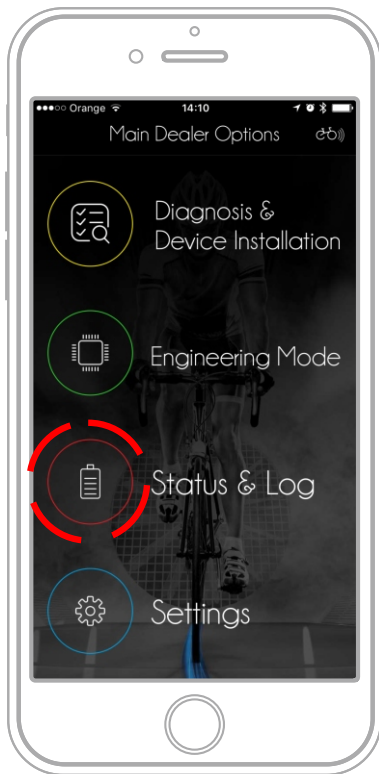 Orange 14:10
Main Dealer Options
Diagnosis &
Device Installation
Engineering Mode
Status & Log
Settings